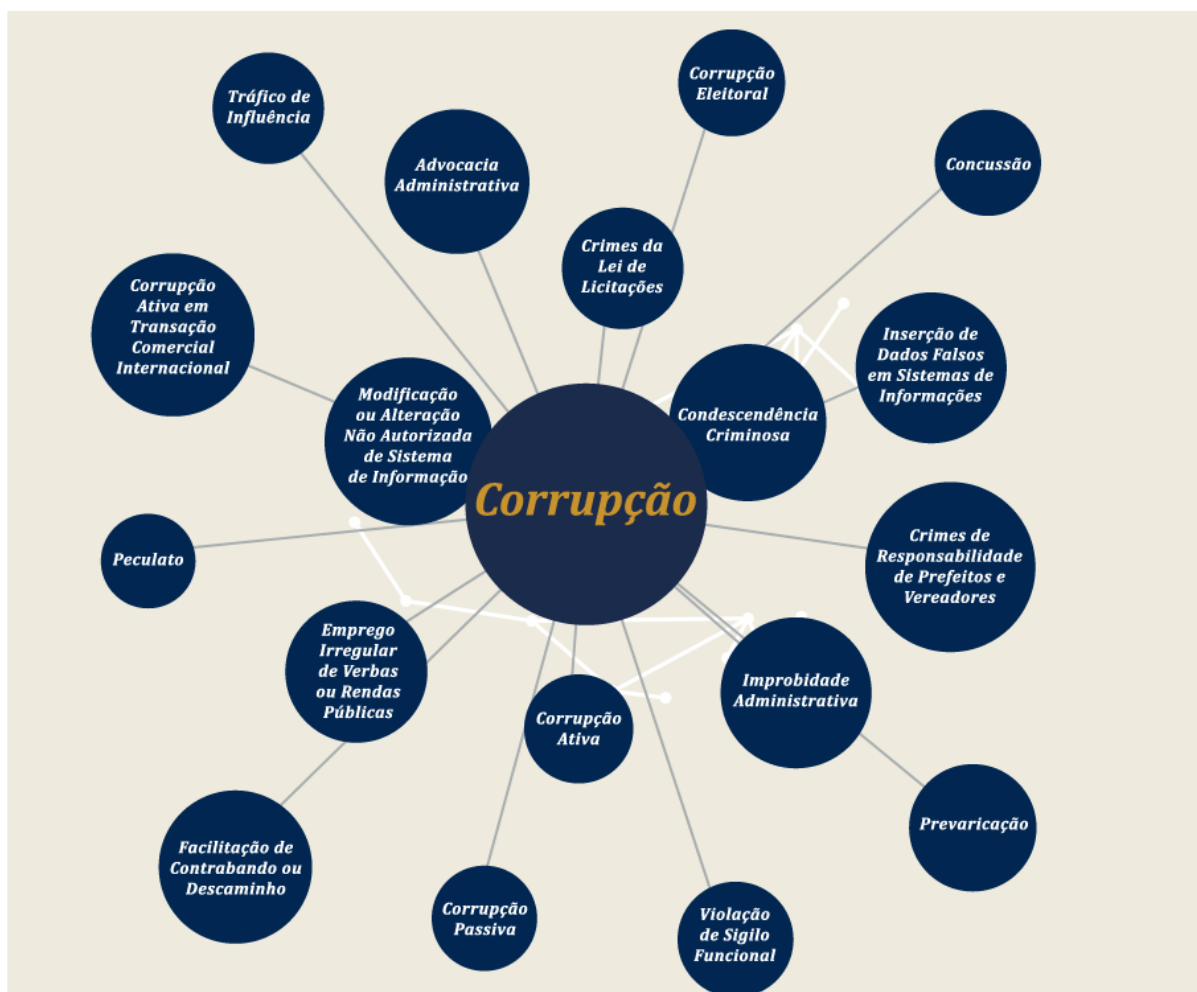 Tráfico de
Influência
Corrupção
Eleitoral
Advocacia
Administrativa
Concussão
Crimes da
Lei de
Licitações
Corrupção
Ativa em
Transação
Comercial
Internacional
Inserção de
Dados Falsos
em Sistemas de
Informações
Modificação
ou Alteração
Não Autorizada
de Sistema
de Informação
Condescendência
Criminosa
Corrupção
Peculato
Crimes de
Responsabilidade
de Prefeitos e
Vereadores
Emprego
Irregular
de Verbas
ou Rendas
Públicas
Corrupção
Ativa
Improbidade
Administrativa
Prevaricação
Facilitação de
Contrabando ou
Descaminho
Corrupção
Passiva
Violação
de Sigilo
Funcional